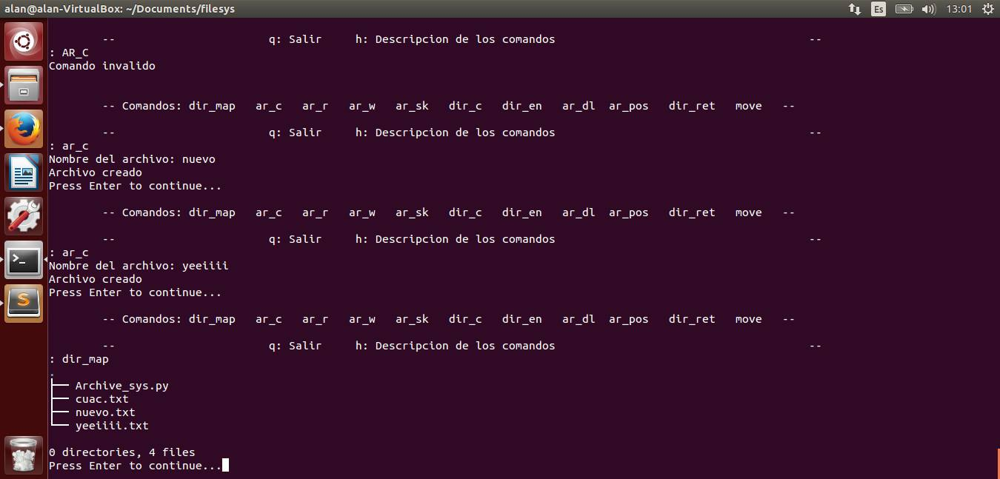 alan@alan-VirtualBox: ~/Documents/filesys Es 13:01
-- q: Salir h: Descripcion de los comandos --
: AR_C
Comando invalido
-- Comandos: dir_map ar_c ar_r ar_w ar_sk dir_c dir_en ar_dl ar_pos dir_ret move --
-- q: Salir h: Descripcion de los comandos --
: ar_c
Nombre del archivo: nuevo
Archivo creado
Press Enter to continue...
-- Comandos: dir_map ar_c ar_r ar_w ar_sk dir_c dir_en ar_dl ar_pos dir_ret move --
-- q: Salir h: Descripcion de los comandos --
: ar_c
Nombre del archivo: yeeiiii
Archivo creado
Press Enter to continue...
-- Comandos: dir_map ar_c ar_r ar_w ar_sk dir_c dir_en ar_dl ar_pos dir_ret move --
-- q: Salir h: Descripcion de los comandos --
: dir_map
.
├── Archive_sys.py
├── cuac.txt
├── nuevo.txt
└── yeeiiii.txt
0 directories, 4 files
Press Enter to continue...